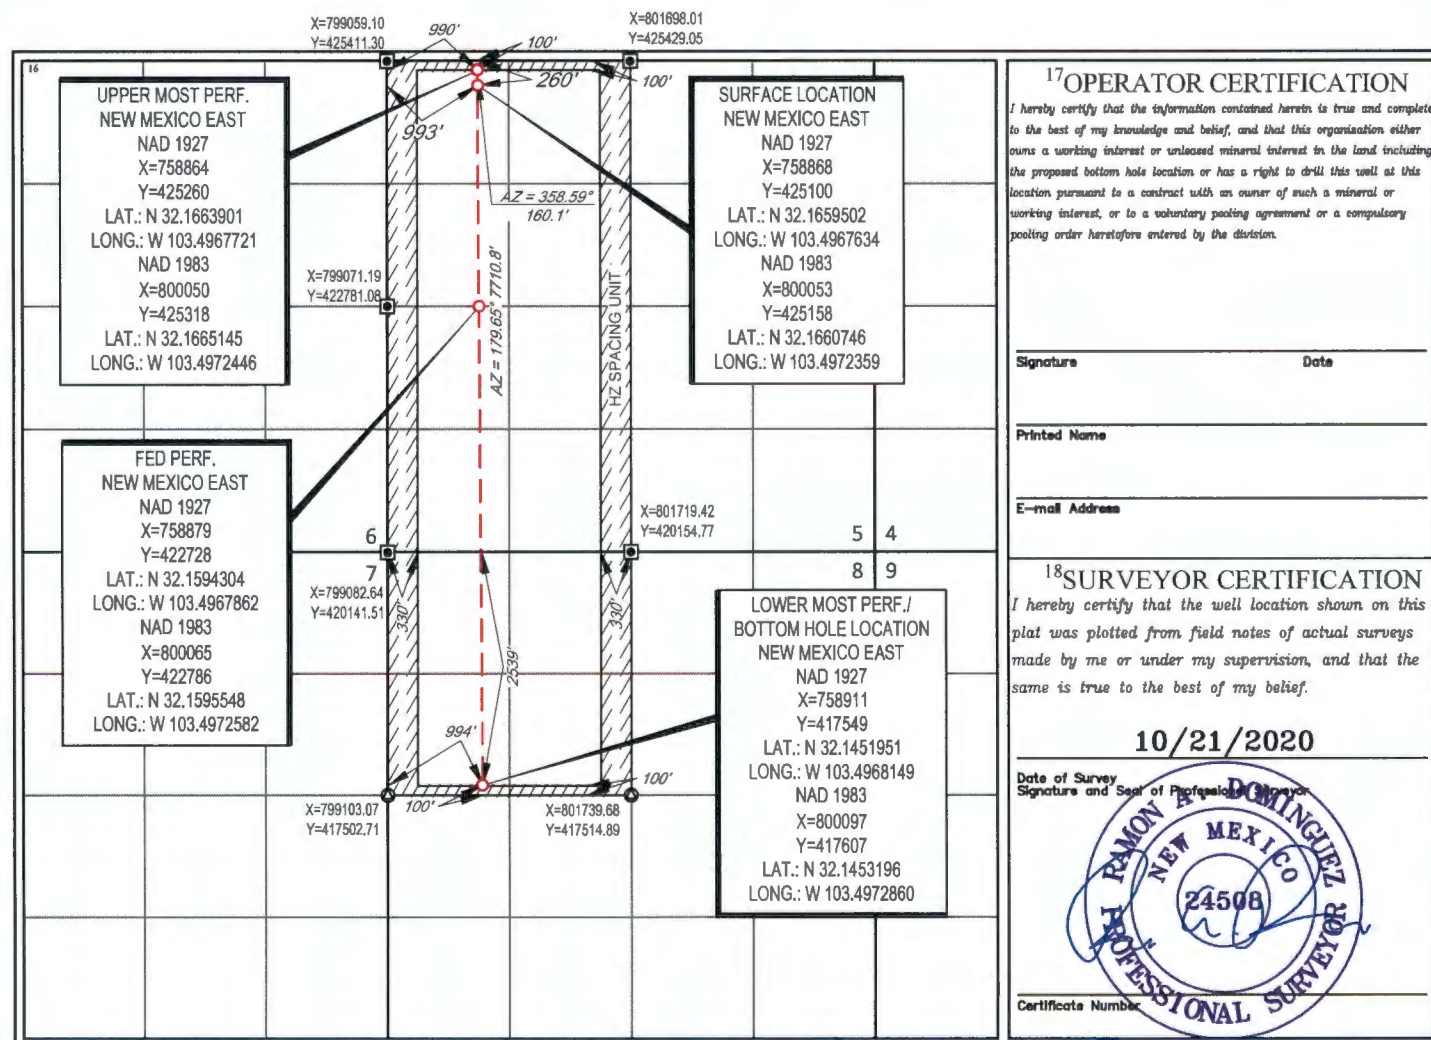 X=799059.10
Y=425411.30
990'
100'
X=801698.01
Y=425429.05
16
260'
100'
993'
UPPER MOST PERF.
NEW MEXICO EAST
NAD 1927
X=758864
Y=425260
LAT.: N 32.1663901
LONG.: W 103.4967721
NAD 1983
X=800050
Y=425318
LAT.: N 32.1665145
LONG.: W 103.4972446
SURFACE LOCATION
NEW MEXICO EAST
NAD 1927
X=758868
Y=425100
LAT.: N 32.1659502
LONG.: W 103.4967634
NAD 1983
X=800053
Y=425158
LAT.: N 32.1660746
LONG.: W 103.4972359
AZ = 358.59°
160.1'
X=799071.19
Y=422781.08
AZ = 179.65° 7710.8'
HZ SPACING UNIT
FED PERF.
NEW MEXICO EAST
NAD 1927
X=758879
Y=422728
LAT.: N 32.1594304
LONG.: W 103.4967862
NAD 1983
X=800065
Y=422786
LAT.: N 32.1595548
LONG.: W 103.4972582
X=801719.42
Y=420154.77
6
5 4
7
8 9
X=799082.64
Y=420141.51
330'
330'
2539'
LOWER MOST PERF./
BOTTOM HOLE LOCATION
NEW MEXICO EAST
NAD 1927
X=758911
Y=417549
LAT.: N 32.1451951
LONG.: W 103.4968149
NAD 1983
X=800097
Y=417607
LAT.: N 32.1453196
LONG.: W 103.4972860
994'
100'
100'
X=799103.07
Y=417502.71
X=801739.68
Y=417514.89
17 OPERATOR CERTIFICATION
I hereby certify that the information contained herein is true and complete
to the best of my knowledge and belief, and that this organization either
owns a working interest or unleased mineral interest in the land including
the proposed bottom hole location or has a right to drill this well at this
location pursuant to a contract with an owner of such a mineral or
working interest, or to a voluntary pooling agreement or a compulsory
pooling order heretofore entered by the division.
Signature Date
Printed Name
E-mail Address
18 SURVEYOR CERTIFICATION
I hereby certify that the well location shown on this
plat was plotted from field notes of actual surveys
made by me or under my supervision, and that the
same is true to the best of my belief.
10/21/2020
Date of Survey
Signature and Seal of Professional Surveyor
RAMON A. DOMINGUEZ
NEW MEXICO
24508
PROFESSIONAL SURVEYOR
Certificate Number